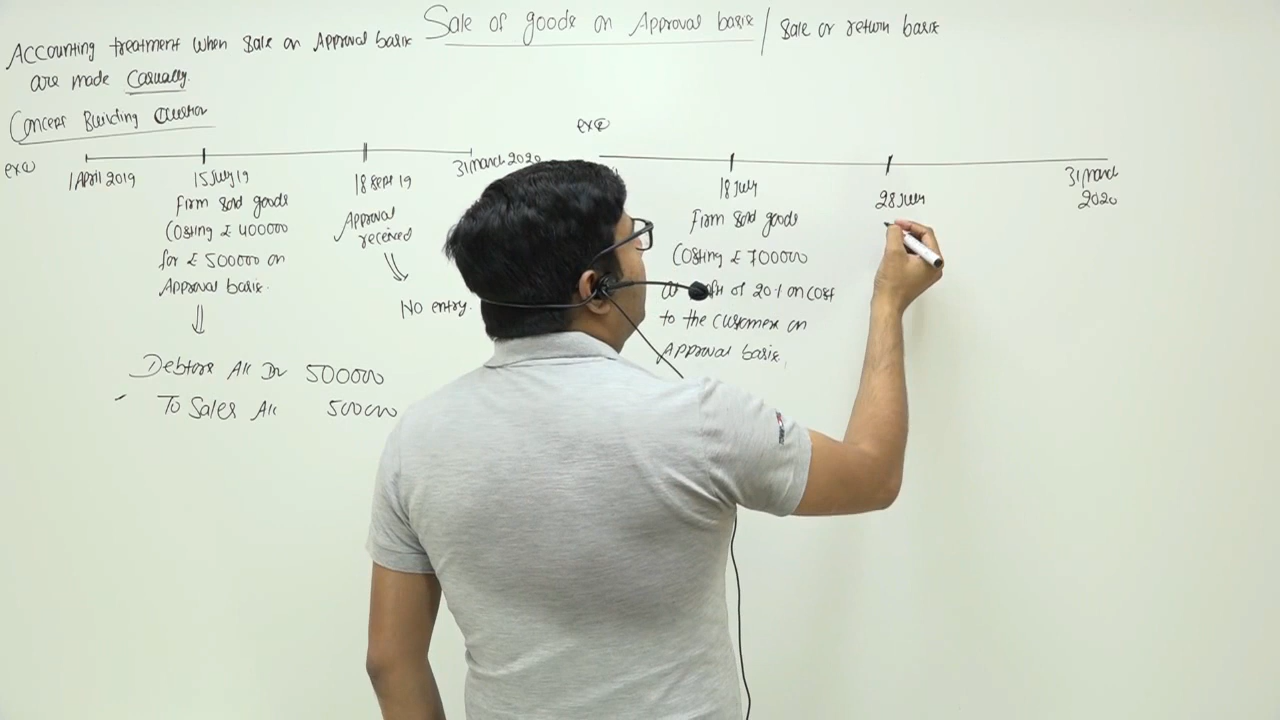 Sale of goods on Approval basis / Sale or return basis
Accounting treatment when sale on Approval basis
are made Casually.
Concept Building Question
ex ①
1 April 2019
15 July 19
18 Sept 19
31 march 2020
Firm sold goods
Costing ₤ 400000
for ₤ 500000 on
Approval basis.
Approval
received
No entry.
Debtors A/c Dr 500000
To Sales A/c 500000
ex ②
18 July
28 July
31 march
2020
Firm sold goods
Costing ₤ 700000
of 20% on cost
to the customer on
Approval basis.